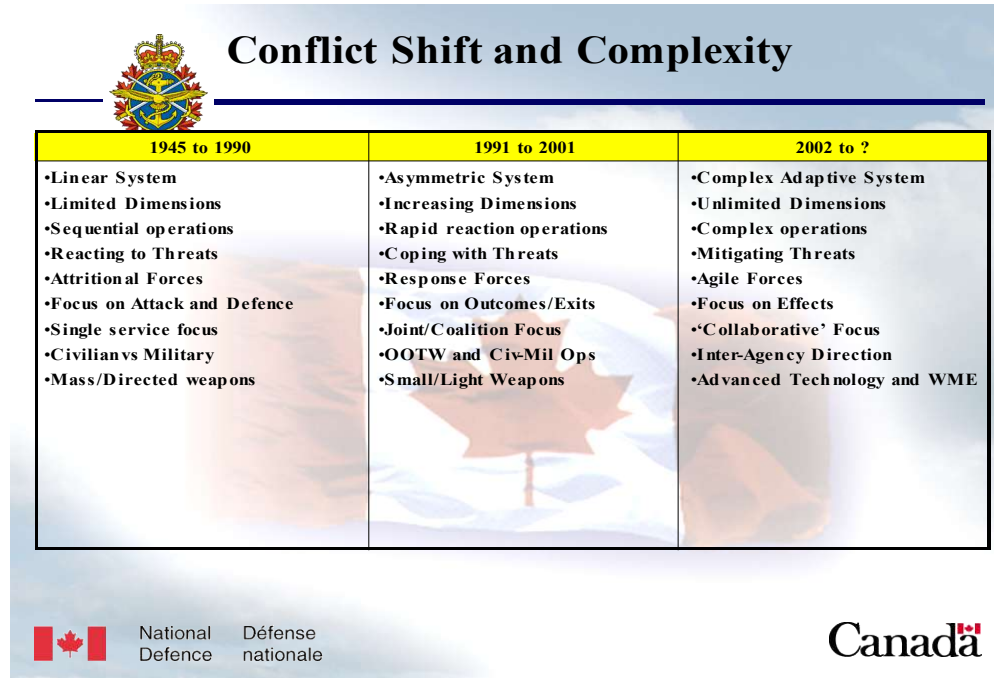 Conflict Shift and Complexity
1945 to 1990
•Linear System
•Limited Dimensions
•Sequential operations
•Reacting to Threats
•Attritional Forces
•Focus on Attack and Defence
•Single service focus
•Civilian vs Military
•Mass/Directed weapons
1991 to 2001
•Asymmetric System
•Increasing Dimensions
•Rapid reaction operations
•Coping with Threats
•Response Forces
•Focus on Outcomes/Exits
•Joint/Coalition Focus
•OOTW and Civ-Mil Ops
•Small/Light Weapons
2002 to ?
•Complex Adaptive System
•Unlimited Dimensions
•Complex operations
•Mitigating Threats
•Agile Forces
•Focus on Effects
•‘Collaborative’ Focus
•Inter-Agency Direction
•Advanced Technology and WME
National Défense
Defence nationale
Canada